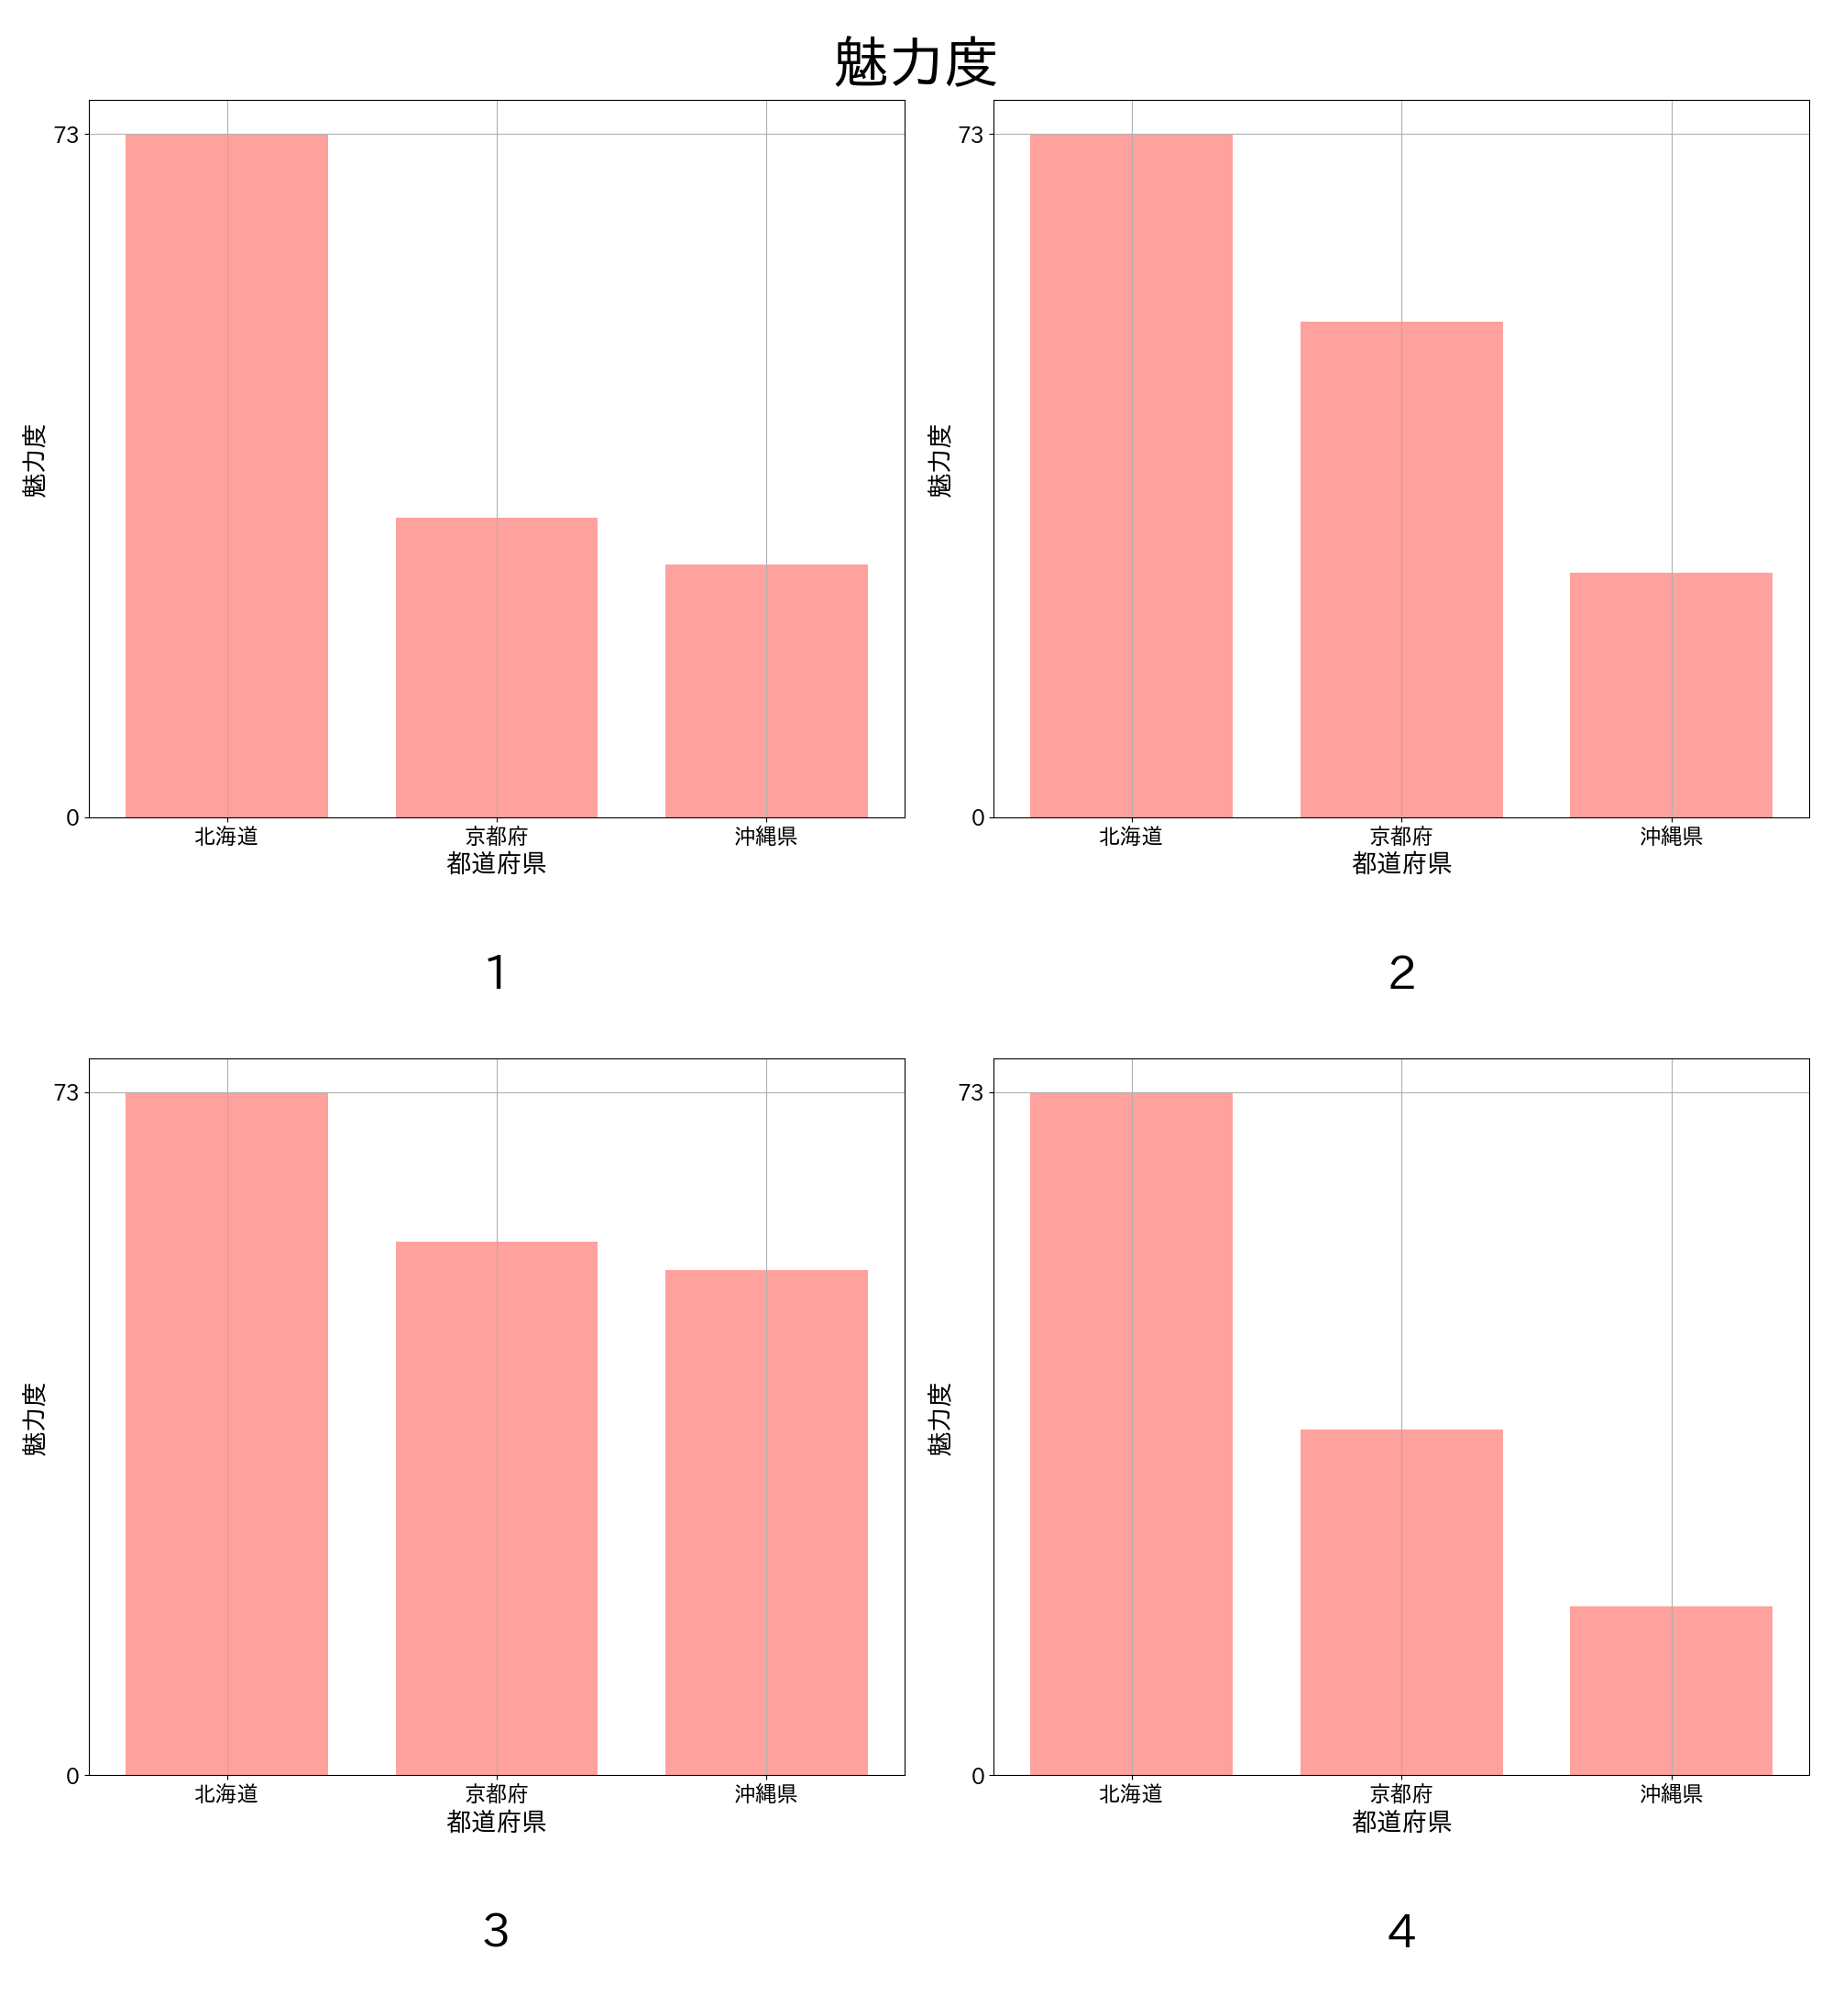 魅力度
73
魅力度
0
北海道 京都府 沖縄県
都道府県
1
73
魅力度
0
北海道 京都府 沖縄県
都道府県
2
73
魅力度
0
北海道 京都府 沖縄県
都道府県
3
73
魅力度
0
北海道 京都府 沖縄県
都道府県
4